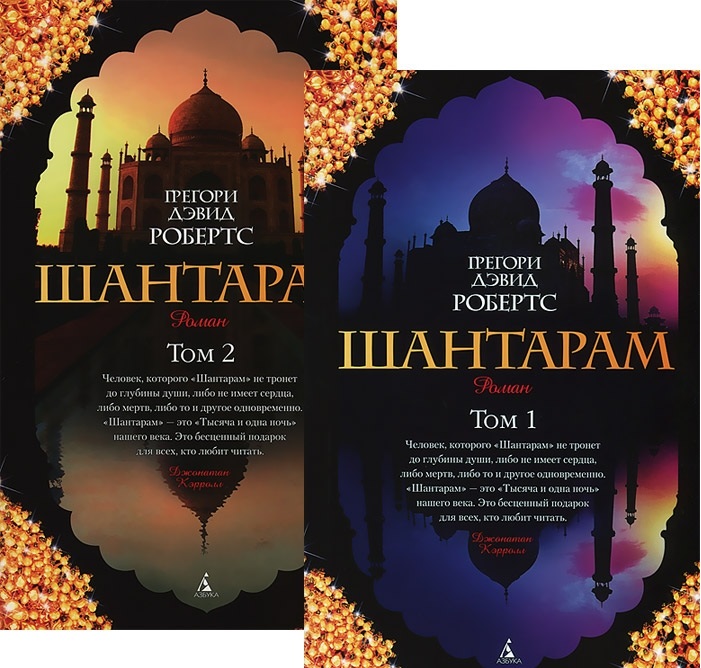 ГРЕГОРИ
ДЭВИД
РОБЕРТС
ШАНТАРА
Роман
Том 2
Человек, которого «Шантарам» не тронет
до глубины души, либо не имеет сердца,
либо мертв, либо то и другое одновременно.
«Шантарам» — это «Тысяча и одна ночь»
нашего века. Это бесценный подарок
для всех, кто любит читать.
Джонатан
Кэрролл
АЗБУКА
ГРЕГОРИ
ДЭВИД
РОБЕРТС
ШАНТАРАМ
Роман
Том 1
Человек, которого «Шантарам» не тронет
до глубины души, либо не имеет сердца,
либо мертв, либо то и другое одновременно.
«Шантарам» — это «Тысяча и одна ночь»
нашего века. Это бесценный подарок
для всех, кто любит читать.
Джонатан
Кэрролл
АЗБУКА